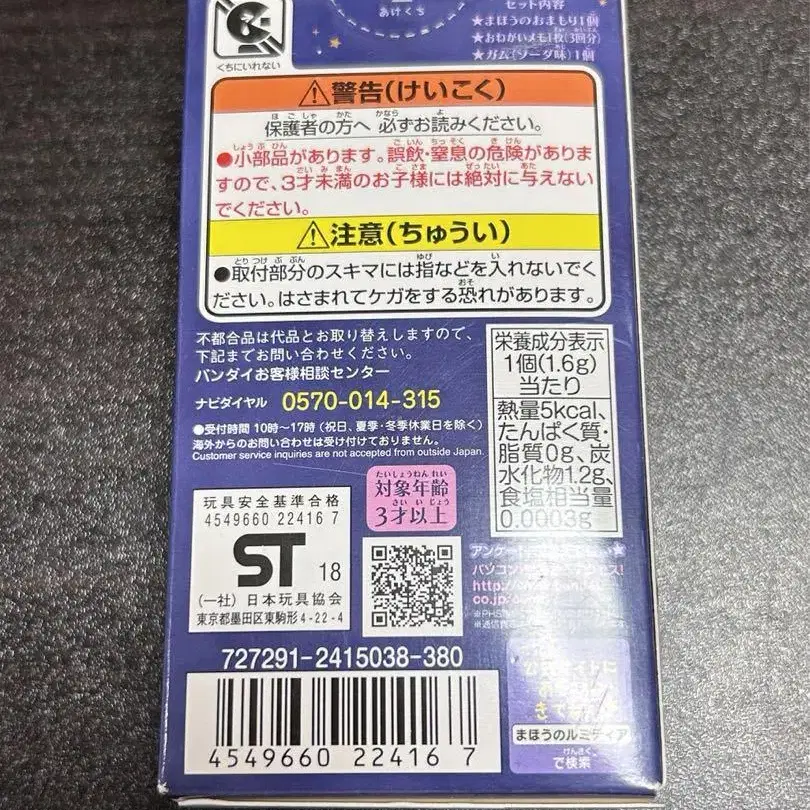 あけくち
セット内容
★まほうのおまもり1個
★おねがいメモ1枚(3回分)
★ガム(ソーダ味)1個
くちにいれない
⚠警告(けいこく)
保護者の方へ 必ずお読みください。
●小部品があります。誤飲・窒息の危険がありま
すので、3才未満のお子様には絶対に与えない
でください。
⚠注意(ちゅうい)
●取付部分のスキマには指などを入れないでく
ださい。はさまれてケガをする恐れがあります。
不都合品は代品とお取り替えしますので、
下記までお問い合わせください。
バンダイお客様相談センター
ナビダイヤル 0570-014-315
●受付時間 10時〜17時(祝日、夏季・冬季休業日を除く)
海外からのお問い合わせは受け付けておりません。
Customer service inquiries are not accepted from outside Japan.
栄養成分表示
1個(1.6g)
当たり
熱量5kcal、
たんぱく質・
脂質0g、炭
水化物1.2g、
食塩相当量
0.0003g
対象年齢
3才以上
玩具安全基準合格
4549660 22416 7
ST 18
(一社)日本玩具協会
東京都墨田区東駒形4-22-4
727291-2415038-380
4549660 224167
まほうのルミティア
で検索